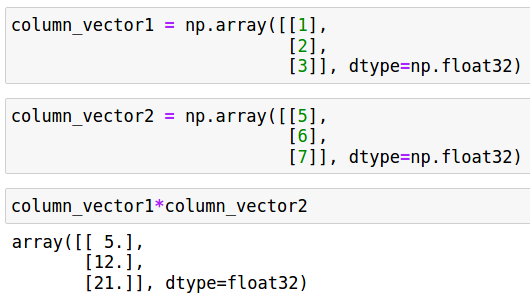 column_vector1 = np.array([[1],
                           [2],
                           [3]], dtype=np.float32)
column_vector2 = np.array([[5],
                           [6],
                           [7]], dtype=np.float32)
column_vector1*column_vector2
array([[ 5.],
       [12.],
       [21.]], dtype=float32)